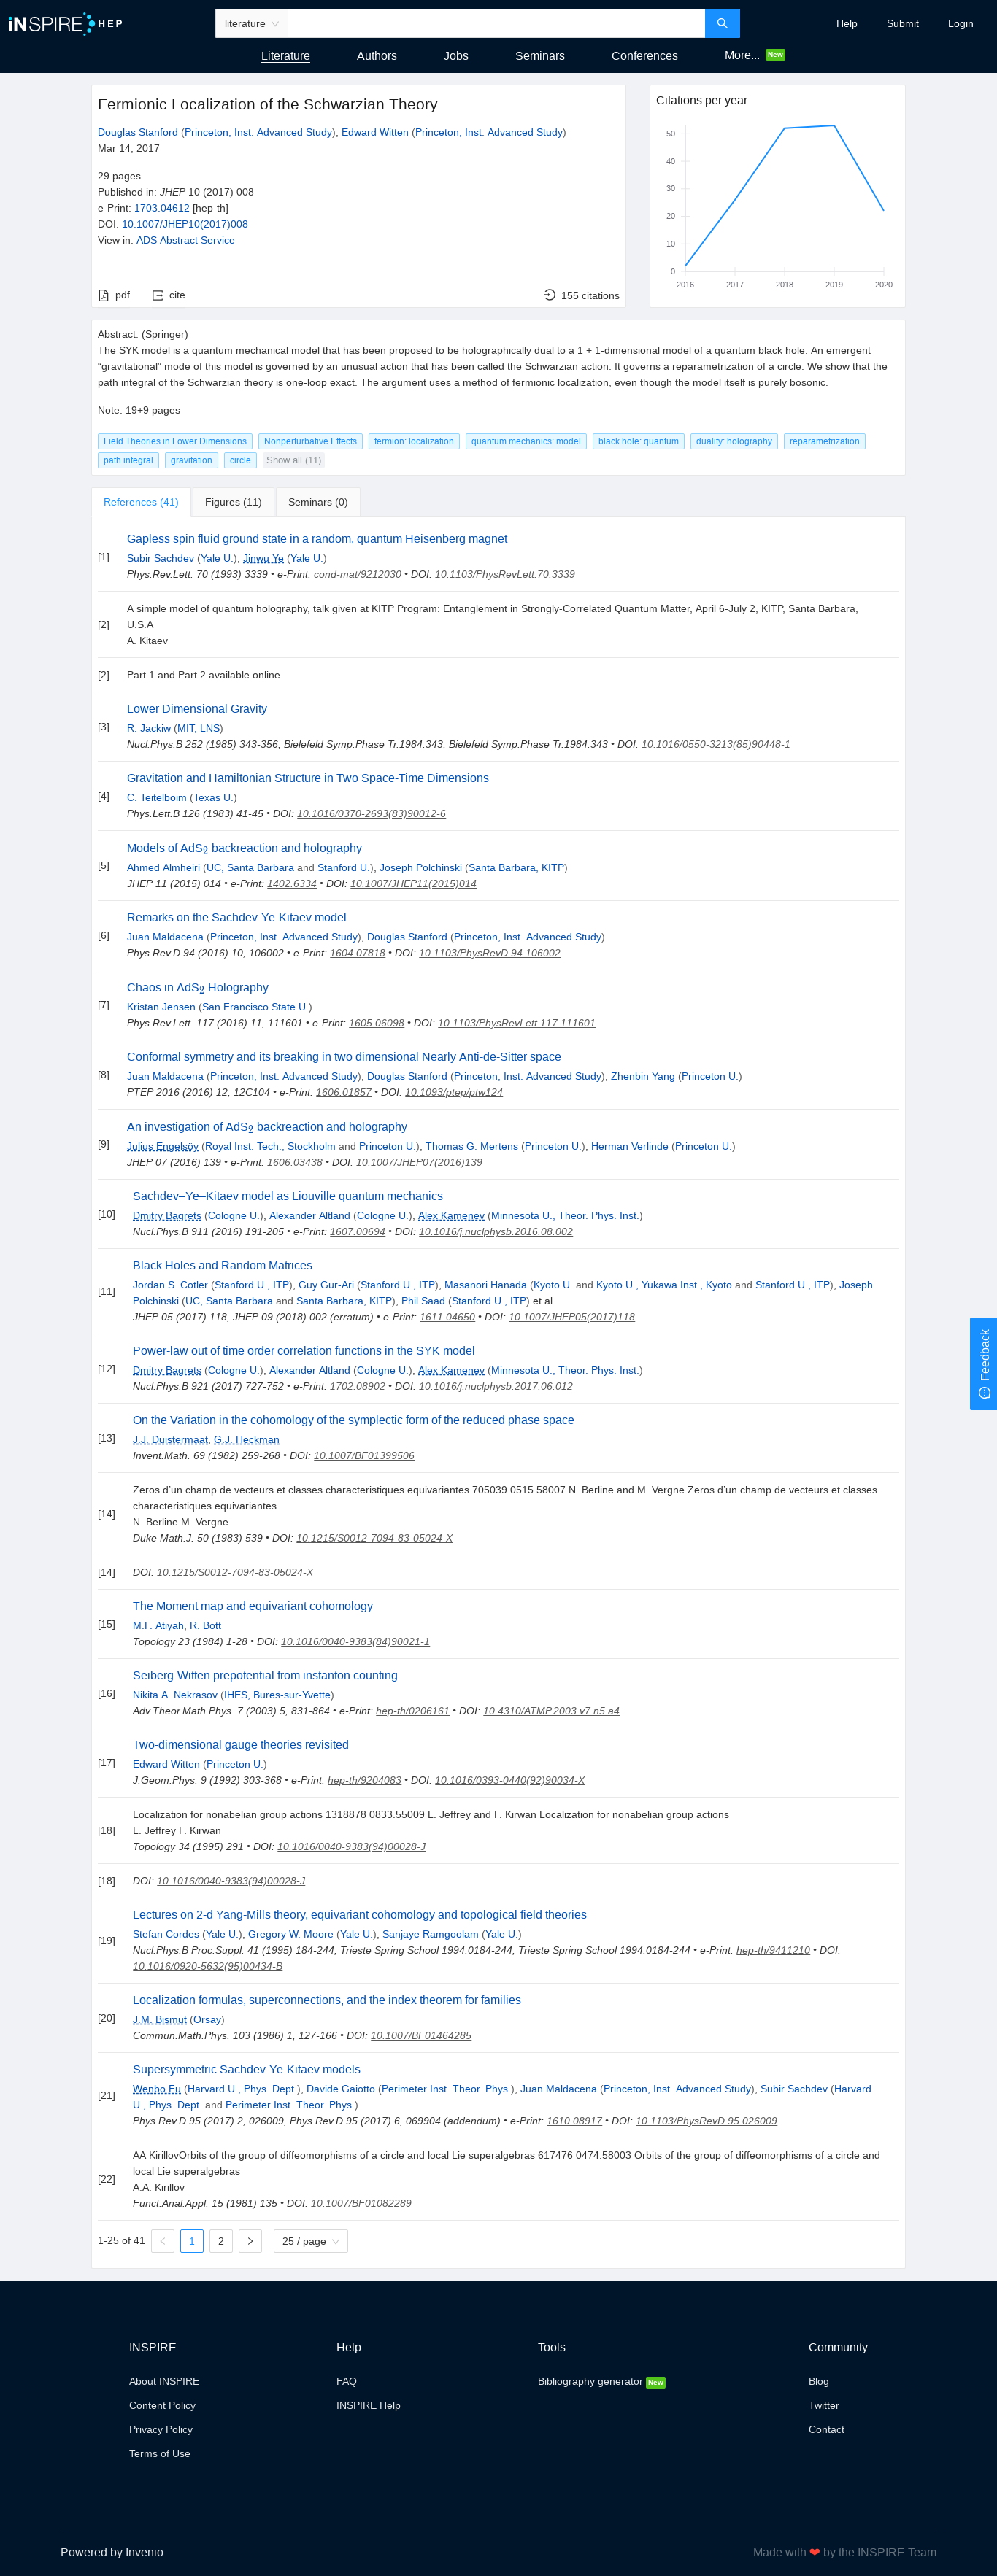 iNSPIRE HEP
literature
Help Submit Login
Literature Authors Jobs Seminars Conferences More... New
Fermionic Localization of the Schwarzian Theory
Douglas Stanford (Princeton, Inst. Advanced Study), Edward Witten (Princeton, Inst. Advanced Study)
Mar 14, 2017
29 pages
Published in: JHEP 10 (2017) 008
e-Print: 1703.04612 [hep-th]
DOI: 10.1007/JHEP10(2017)008
View in: ADS Abstract Service
pdf cite 155 citations
Citations per year
50
40
30
20
10
0
2016 2017 2018 2019 2020
Abstract: (Springer)
The SYK model is a quantum mechanical model that has been proposed to be holographically dual to a 1 + 1-dimensional model of a quantum black hole. An emergent
“gravitational” mode of this model is governed by an unusual action that has been called the Schwarzian action. It governs a reparametrization of a circle. We show that the
path integral of the Schwarzian theory is one-loop exact. The argument uses a method of fermionic localization, even though the model itself is purely bosonic.
Note: 19+9 pages
Field Theories in Lower Dimensions Nonperturbative Effects fermion: localization quantum mechanics: model black hole: quantum duality: holography reparametrization
path integral gravitation circle Show all (11)
References (41) Figures (11) Seminars (0)
Gapless spin fluid ground state in a random, quantum Heisenberg magnet
[1] Subir Sachdev (Yale U.), Jinwu Ye (Yale U.)
Phys.Rev.Lett. 70 (1993) 3339 • e-Print: cond-mat/9212030 • DOI: 10.1103/PhysRevLett.70.3339
A simple model of quantum holography, talk given at KITP Program: Entanglement in Strongly-Correlated Quantum Matter, April 6-July 2, KITP, Santa Barbara,
[2] U.S.A
A. Kitaev
[2] Part 1 and Part 2 available online
Lower Dimensional Gravity
[3] R. Jackiw (MIT, LNS)
Nucl.Phys.B 252 (1985) 343-356, Bielefeld Symp.Phase Tr.1984:343, Bielefeld Symp.Phase Tr.1984:343 • DOI: 10.1016/0550-3213(85)90448-1
Gravitation and Hamiltonian Structure in Two Space-Time Dimensions
[4] C. Teitelboim (Texas U.)
Phys.Lett.B 126 (1983) 41-45 • DOI: 10.1016/0370-2693(83)90012-6
Models of AdS2 backreaction and holography
[5] Ahmed Almheiri (UC, Santa Barbara and Stanford U.), Joseph Polchinski (Santa Barbara, KITP)
JHEP 11 (2015) 014 • e-Print: 1402.6334 • DOI: 10.1007/JHEP11(2015)014
Remarks on the Sachdev-Ye-Kitaev model
[6] Juan Maldacena (Princeton, Inst. Advanced Study), Douglas Stanford (Princeton, Inst. Advanced Study)
Phys.Rev.D 94 (2016) 10, 106002 • e-Print: 1604.07818 • DOI: 10.1103/PhysRevD.94.106002
Chaos in AdS2 Holography
[7] Kristan Jensen (San Francisco State U.)
Phys.Rev.Lett. 117 (2016) 11, 111601 • e-Print: 1605.06098 • DOI: 10.1103/PhysRevLett.117.111601
Conformal symmetry and its breaking in two dimensional Nearly Anti-de-Sitter space
[8] Juan Maldacena (Princeton, Inst. Advanced Study), Douglas Stanford (Princeton, Inst. Advanced Study), Zhenbin Yang (Princeton U.)
PTEP 2016 (2016) 12, 12C104 • e-Print: 1606.01857 • DOI: 10.1093/ptep/ptw124
An investigation of AdS2 backreaction and holography
[9] Julius Engelsöy (Royal Inst. Tech., Stockholm and Princeton U.), Thomas G. Mertens (Princeton U.), Herman Verlinde (Princeton U.)
JHEP 07 (2016) 139 • e-Print: 1606.03438 • DOI: 10.1007/JHEP07(2016)139
Sachdev–Ye–Kitaev model as Liouville quantum mechanics
[10] Dmitry Bagrets (Cologne U.), Alexander Altland (Cologne U.), Alex Kamenev (Minnesota U., Theor. Phys. Inst.)
Nucl.Phys.B 911 (2016) 191-205 • e-Print: 1607.00694 • DOI: 10.1016/j.nuclphysb.2016.08.002
Black Holes and Random Matrices
[11] Jordan S. Cotler (Stanford U., ITP), Guy Gur-Ari (Stanford U., ITP), Masanori Hanada (Kyoto U. and Kyoto U., Yukawa Inst., Kyoto and Stanford U., ITP), Joseph
Polchinski (UC, Santa Barbara and Santa Barbara, KITP), Phil Saad (Stanford U., ITP) et al.
JHEP 05 (2017) 118, JHEP 09 (2018) 002 (erratum) • e-Print: 1611.04650 • DOI: 10.1007/JHEP05(2017)118
Power-law out of time order correlation functions in the SYK model
[12] Dmitry Bagrets (Cologne U.), Alexander Altland (Cologne U.), Alex Kamenev (Minnesota U., Theor. Phys. Inst.)
Nucl.Phys.B 921 (2017) 727-752 • e-Print: 1702.08902 • DOI: 10.1016/j.nuclphysb.2017.06.012
On the Variation in the cohomology of the symplectic form of the reduced phase space
[13] J.J. Duistermaat, G.J. Heckman
Invent.Math. 69 (1982) 259-268 • DOI: 10.1007/BF01399506
Zeros d’un champ de vecteurs et classes characteristiques equivariantes 705039 0515.58007 N. Berline and M. Vergne Zeros d’un champ de vecteurs et classes
[14] characteristiques equivariantes
N. Berline M. Vergne
Duke Math.J. 50 (1983) 539 • DOI: 10.1215/S0012-7094-83-05024-X
[14] DOI: 10.1215/S0012-7094-83-05024-X
The Moment map and equivariant cohomology
[15] M.F. Atiyah, R. Bott
Topology 23 (1984) 1-28 • DOI: 10.1016/0040-9383(84)90021-1
Seiberg-Witten prepotential from instanton counting
[16] Nikita A. Nekrasov (IHES, Bures-sur-Yvette)
Adv.Theor.Math.Phys. 7 (2003) 5, 831-864 • e-Print: hep-th/0206161 • DOI: 10.4310/ATMP.2003.v7.n5.a4
Two-dimensional gauge theories revisited
[17] Edward Witten (Princeton U.)
J.Geom.Phys. 9 (1992) 303-368 • e-Print: hep-th/9204083 • DOI: 10.1016/0393-0440(92)90034-X
Localization for nonabelian group actions 1318878 0833.55009 L. Jeffrey and F. Kirwan Localization for nonabelian group actions
[18] L. Jeffrey F. Kirwan
Topology 34 (1995) 291 • DOI: 10.1016/0040-9383(94)00028-J
[18] DOI: 10.1016/0040-9383(94)00028-J
Lectures on 2-d Yang-Mills theory, equivariant cohomology and topological field theories
[19] Stefan Cordes (Yale U.), Gregory W. Moore (Yale U.), Sanjaye Ramgoolam (Yale U.)
Nucl.Phys.B Proc.Suppl. 41 (1995) 184-244, Trieste Spring School 1994:0184-244, Trieste Spring School 1994:0184-244 • e-Print: hep-th/9411210 • DOI:
10.1016/0920-5632(95)00434-B
Localization formulas, superconnections, and the index theorem for families
[20] J.M. Bismut (Orsay)
Commun.Math.Phys. 103 (1986) 1, 127-166 • DOI: 10.1007/BF01464285
Supersymmetric Sachdev-Ye-Kitaev models
[21] Wenbo Fu (Harvard U., Phys. Dept.), Davide Gaiotto (Perimeter Inst. Theor. Phys.), Juan Maldacena (Princeton, Inst. Advanced Study), Subir Sachdev (Harvard
U., Phys. Dept. and Perimeter Inst. Theor. Phys.)
Phys.Rev.D 95 (2017) 2, 026009, Phys.Rev.D 95 (2017) 6, 069904 (addendum) • e-Print: 1610.08917 • DOI: 10.1103/PhysRevD.95.026009
AA KirillovOrbits of the group of diffeomorphisms of a circle and local Lie superalgebras 617476 0474.58003 Orbits of the group of diffeomorphisms of a circle and
[22] local Lie superalgebras
A.A. Kirillov
Funct.Anal.Appl. 15 (1981) 135 • DOI: 10.1007/BF01082289
1-25 of 41 1 2 25 / page
Feedback
INSPIRE
About INSPIRE
Content Policy
Privacy Policy
Terms of Use
Help
FAQ
INSPIRE Help
Tools
Bibliography generator New
Community
Blog
Twitter
Contact
Powered by Invenio
Made with ❤ by the INSPIRE Team